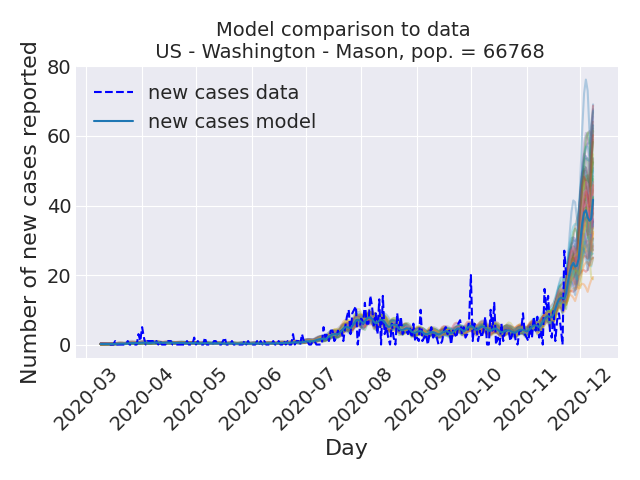 Model comparison to data
US - Washington - Mason, pop. = 66768
new cases data
new cases model
Number of new cases reported
80
60
40
20
0
2020-03
2020-04
2020-05
2020-06
2020-07
2020-08
2020-09
2020-10
2020-11
2020-12
Day